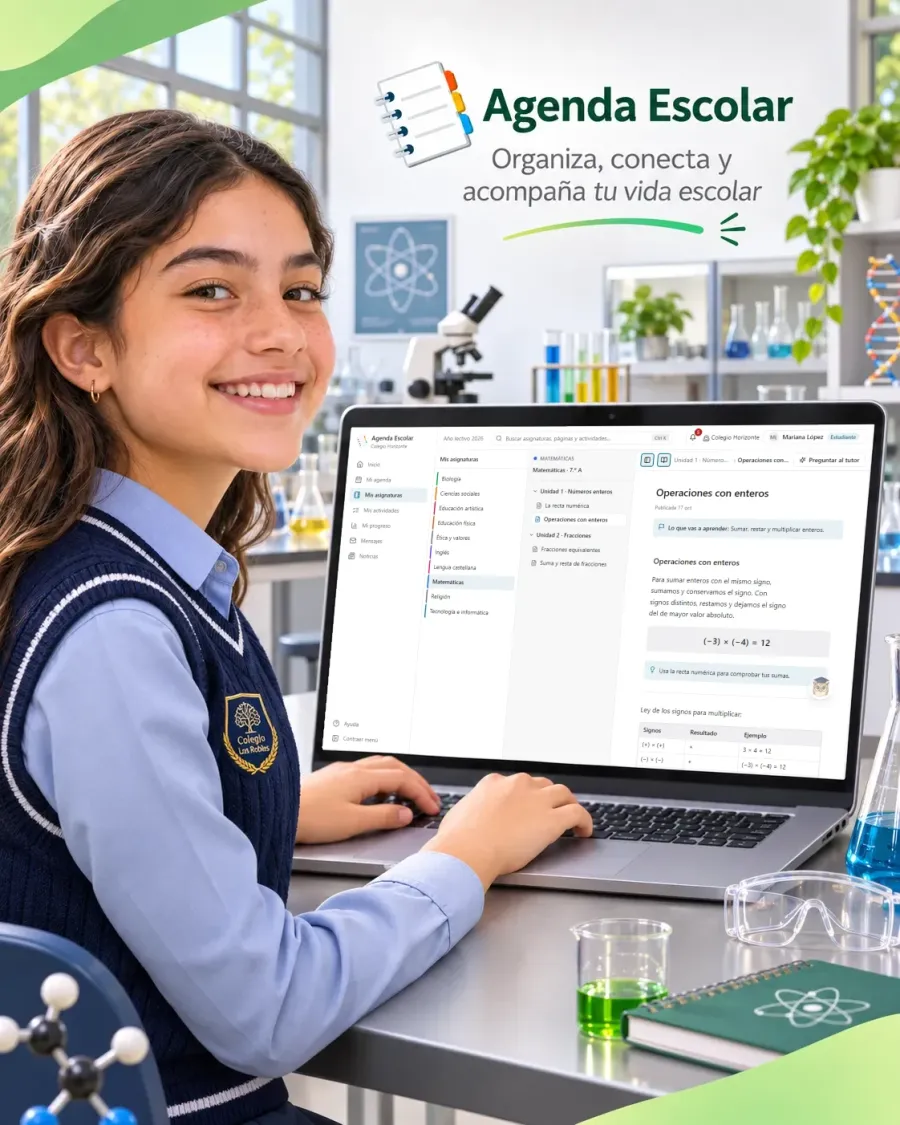 Agenda Escolar
Organiza, conecta y
acompaña tu vida escolar
Agenda Escolar
Colegio Horizonte
Año lectivo 2026
Buscar asignaturas, páginas y actividades...
Ctrl K
Colegio Horizonte
ML
Mariana López
Estudiante
Inicio
Mi agenda
Mis asignaturas
Mis actividades
Mi progreso
Mensajes
Noticias
Ayuda
Contraer menú
Mis asignaturas
Biología
Ciencias sociales
Educación artística
Educación física
Ética y valores
Inglés
Lengua castellana
Matemáticas
Religión
Tecnología e informática
MATEMÁTICAS
Matemáticas · 7.° A
Unidad 1 · Números enteros
La recta numérica
Operaciones con enteros
Unidad 2 · Fracciones
Fracciones equivalentes
Suma y resta de fracciones
Unidad 1 · Números... › Operaciones con...
Preguntar al tutor
Operaciones con enteros
Lo que vas a aprender: Sumar, restar y multiplicar enteros.
Operaciones con enteros
Para sumar enteros con el mismo signo,
sumamos y conservamos el signo. Con
signos distintos, restamos y dejamos el signo
del de mayor valor absoluto.
(−3) × (−4) = 12
Usa la recta numérica para comprobar tus sumas.
Ley de los signos para multiplicar:
Signos Resultado Ejemplo
(+) × (+) + 3 × 4 = 12
(−) × (−) + (−3) × (−4) = 12
Colegio
Los Robles